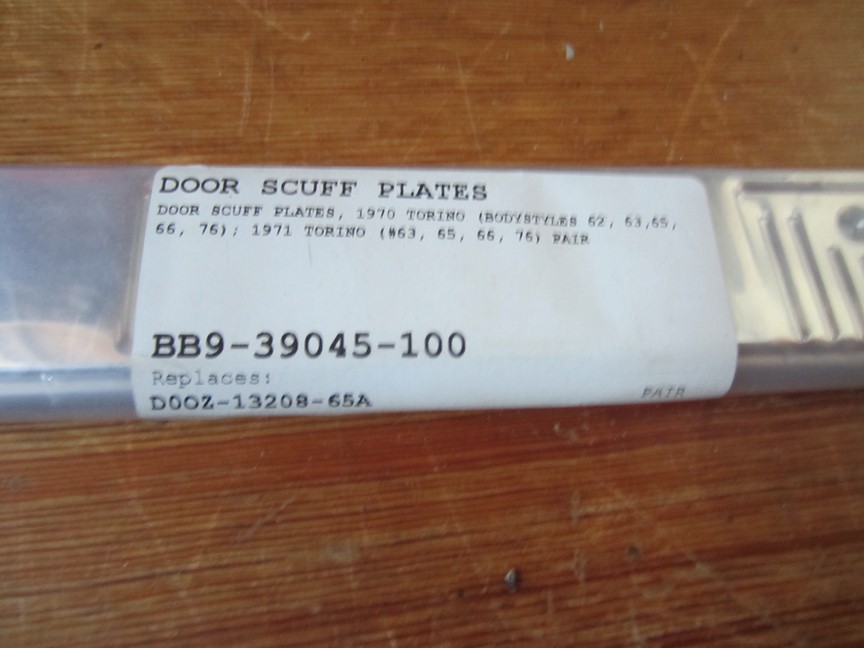 DOOR SCUFF PLATES
DOOR SCUFF PLATES, 1970 TORINO (BODYSTYLES 62, 63,65,
66, 76); 1971 TORINO (#63, 65, 66, 76) PAIR
BB9-39045-100
Replaces:
D0OZ-13208-65A
PAIR